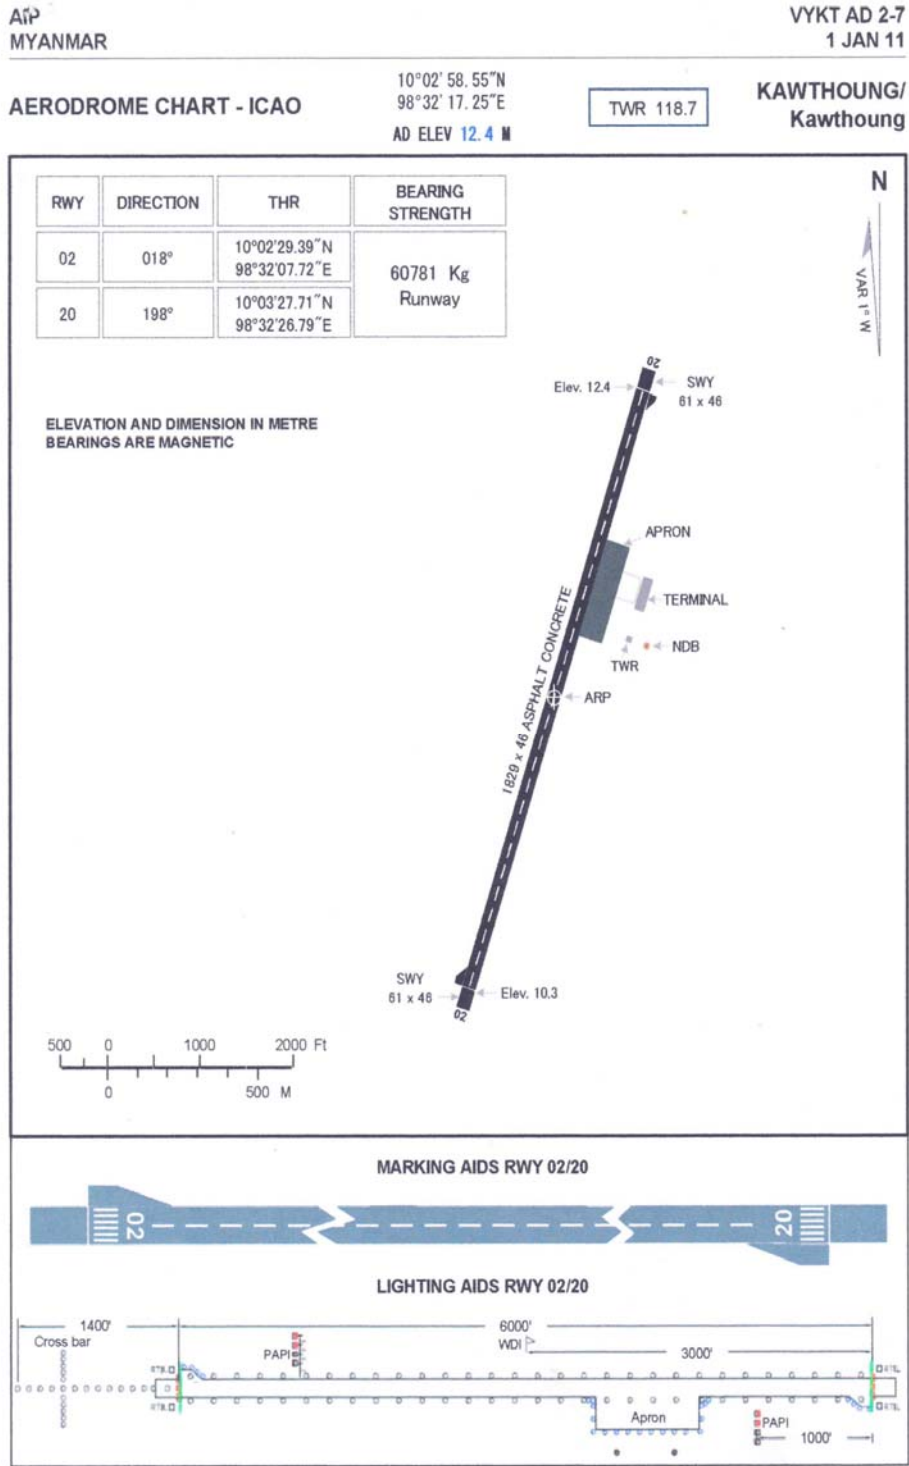 AIP
MYANMAR
VYKT AD 2-7
1 JAN 11
AERODROME CHART - ICAO
10°02'58.55"N
98°32'17.25"E
AD ELEV 12.4 M
TWR 118.7
KAWTHOUNG/
Kawthoung
RWY DIRECTION THR BEARING STRENGTH
02 018° 10°02'29.39"N 98°32'07.72"E 60781 Kg Runway
20 198° 10°03'27.71"N 98°32'26.79"E
N
VAR 1° W
ELEVATION AND DIMENSION IN METRE
BEARINGS ARE MAGNETIC
20
Elev. 12.4
SWY
61 x 46
APRON
TERMINAL
NDB
TWR
ARP
1829 x 46 ASPHALT CONCRETE
SWY
61 x 46
Elev. 10.3
02
500 0 1000 2000 Ft
0 500 M
MARKING AIDS RWY 02/20
02 20
LIGHTING AIDS RWY 02/20
1400' 6000'
Cross bar
PAPI
WDI
3000'
RTIL RTIL
RTIL RTIL
Apron
PAPI
1000'